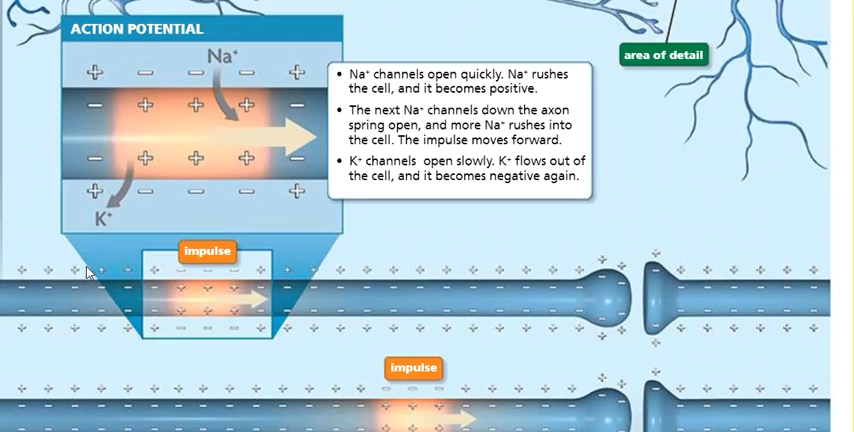 ACTION POTENTIAL
Na⁺
area of detail
• Na⁺ channels open quickly. Na⁺ rushes
the cell, and it becomes positive.
• The next Na⁺ channels down the axon
spring open, and more Na⁺ rushes into
the cell. The impulse moves forward.
• K⁺ channels  open slowly. K⁺ flows out of
the cell, and it becomes negative again.
K⁺
impulse
impulse